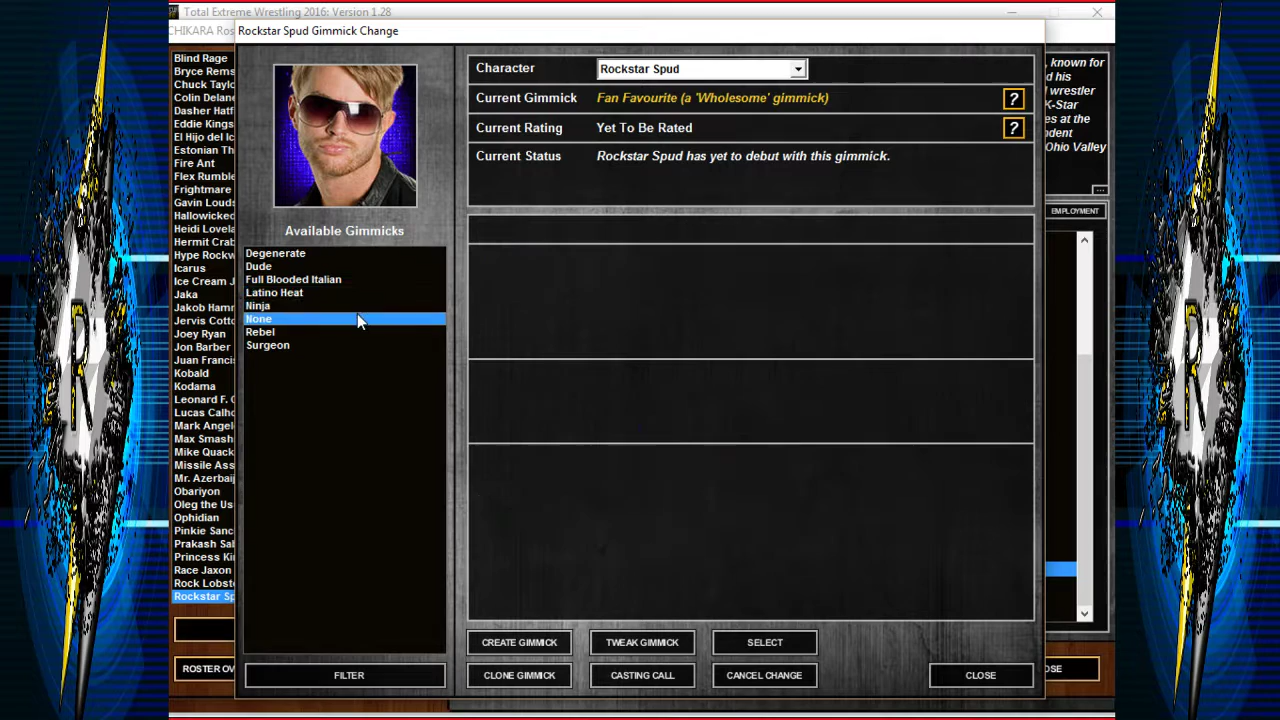 Total Extreme Wrestling 2016: Version 1.28
CHIKARA Ros
Rockstar Spud Gimmick Change
Blind Rage
Bryce Rems
Chuck Taylo
Colin Delane
Dasher Hatf
Eddie Kings
El Hijo del Ic
Estonian Th
Fire Ant
Flex Rumble
Frightmare
Gavin Louds
Hallowicked
Heidi Lovela
Hermit Crab
Hype Rockw
Icarus
Ice Cream J
Jaka
Jakob Hamm
Jervis Cotto
Joey Ryan
Jon Barber
Juan Francis
Kobald
Kodama
Leonard F. C
Lucas Calho
Mark Angel
Max Smash
Mike Quack
Missile Ass
Mr. Azerbaij
Obariyon
Oleg the Us
Ophidian
Pinkie Sanc
Prakash Sal
Princess Ki
Race Jaxon
Rock Lobst
Rockstar Sp
ROSTER OV
Available Gimmicks
Degenerate
Dude
Full Blooded Italian
Latino Heat
Ninja
None
Rebel
Surgeon
FILTER
Character
Rockstar Spud
Current Gimmick
Fan Favourite (a 'Wholesome' gimmick)
?
Current Rating
Yet To Be Rated
?
Current Status
Rockstar Spud has yet to debut with this gimmick.
CREATE GIMMICK
TWEAK GIMMICK
SELECT
CLONE GIMMICK
CASTING CALL
CANCEL CHANGE
CLOSE
, known for
d his
wrestler
K-Star
es at the
ndent
Ohio Valley
...
EMPLOYMENT
OSE
R
R